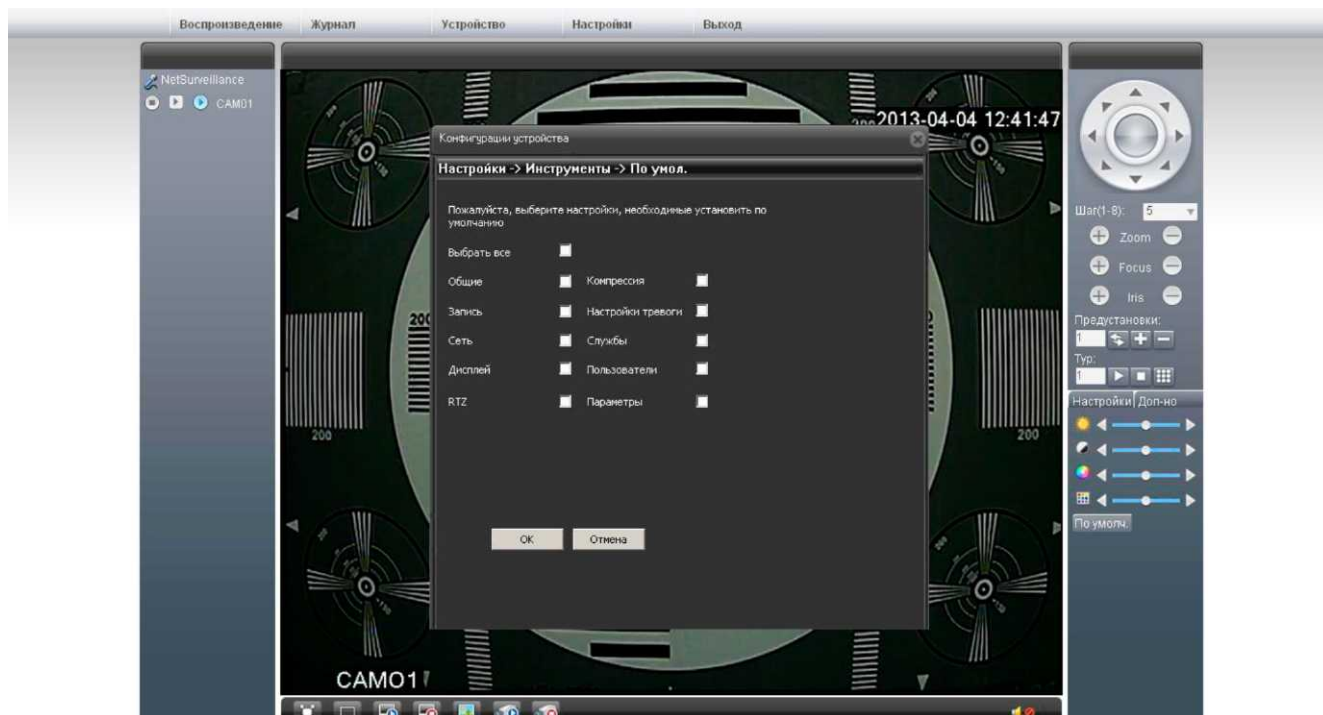 Воспроизведение Журнал Устройство Настройки Выход
NetSurveillance
CAM01
2013-04-04 12:41:47
Конфигурации устройства
Настройки -> Инструменты -> По умол.
Пожалуйста, выберите настройки, необходимые установить по
умолчанию
Выбрать все
Общие Компрессия
Запись Настройки тревоги
Сеть Службы
Дисплей Пользователи
RTZ Параметры
OK Отмена
200
200
200
200
CAM01
Шаг(1-8): 5
Zoom
Focus
Iris
Предустановки:
1
Тур:
1
Настройки Доп-но
По умолч.